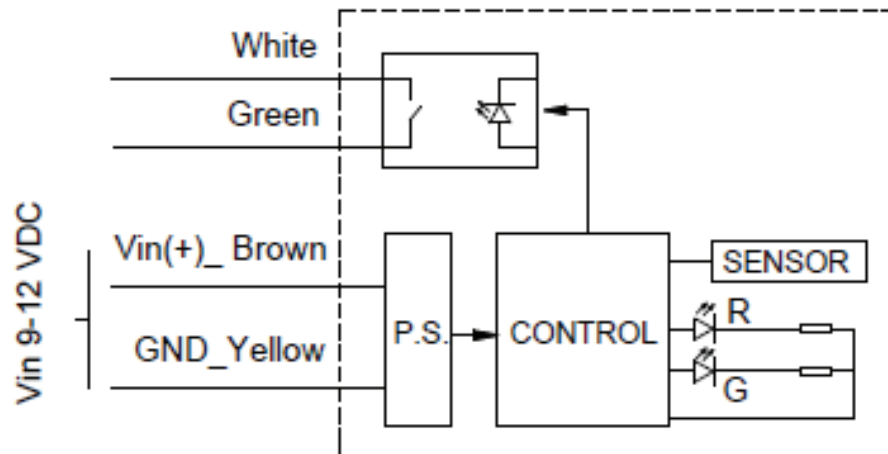 White
Green
Vin 9-12 VDC
Vin(+)_ Brown
GND_Yellow
P.S.
CONTROL
SENSOR
R
G